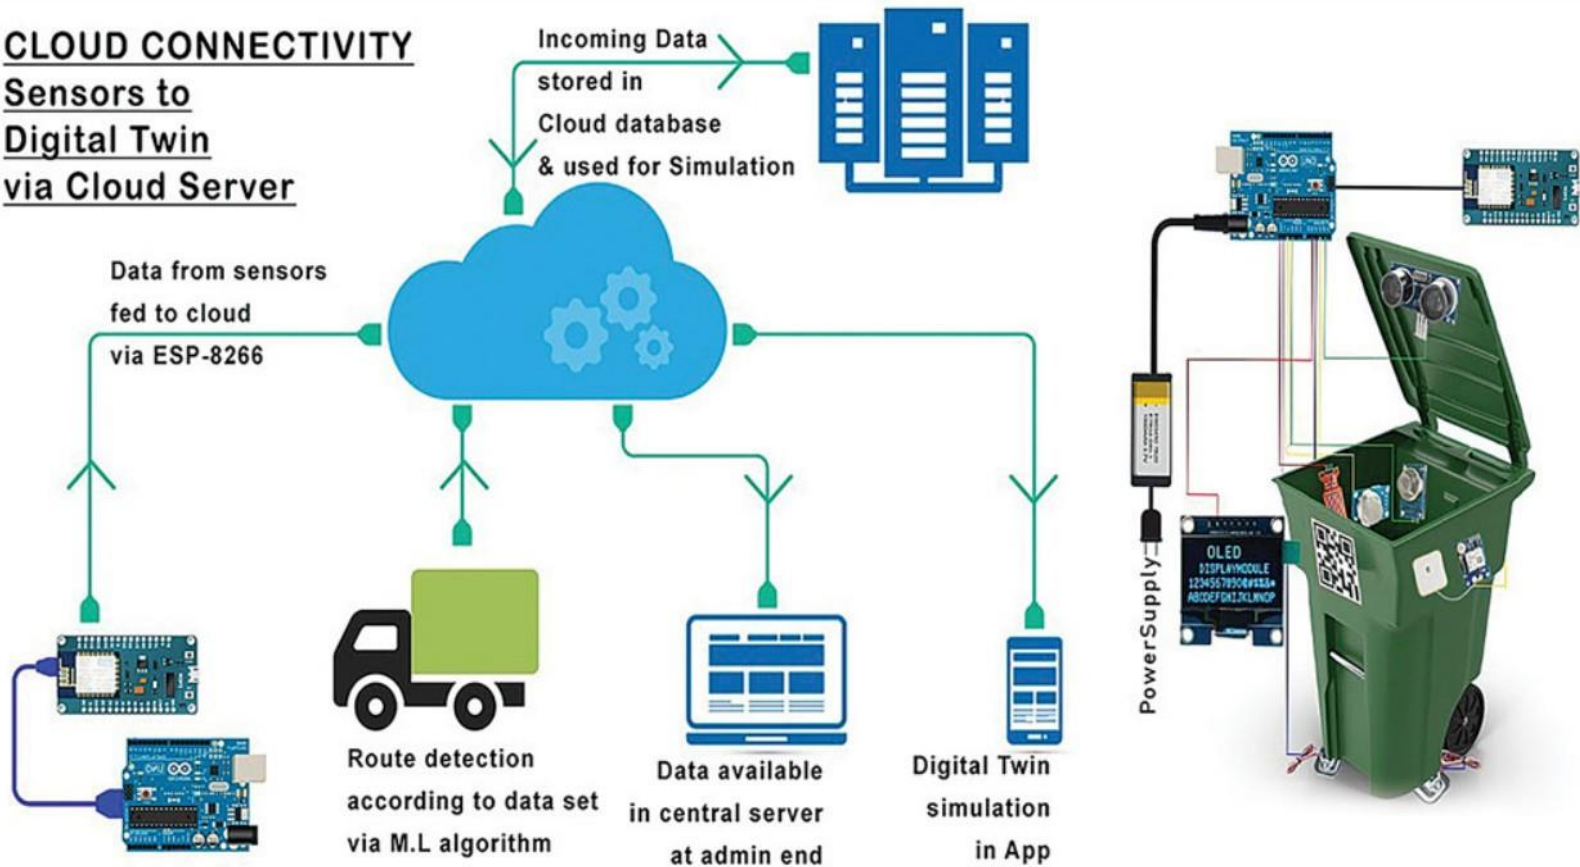 CLOUD CONNECTIVITY
Sensors to
Digital Twin
via Cloud Server
Incoming Data
stored in
Cloud database
& used for Simulation
Data from sensors
fed to cloud
via ESP-8266
Route detection
according to data set
via M.L algorithm
Data available
in central server
at admin end
Digital Twin
simulation
in App
PowerSupply
OLED
DISPLAYMODULE
UNO
UNO